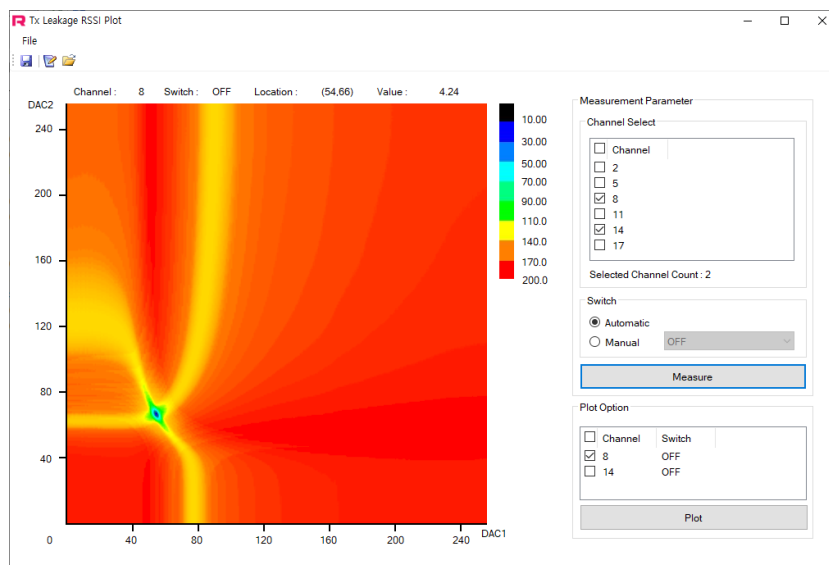 Tx Leakage RSSI Plot
File
Channel : 8 Switch : OFF Location : (54,66) Value : 4.24
DAC2
240
200
160
120
80
40
0
40 80 120 160 200 240
DAC1
10.00
30.00
50.00
70.00
90.00
110.0
140.0
170.0
200.0
Measurement Parameter
Channel Select
Channel
2
5
8
11
14
17
Selected Channel Count : 2
Switch
Automatic
Manual OFF
Measure
Plot Option
Channel Switch
8 OFF
14 OFF
Plot